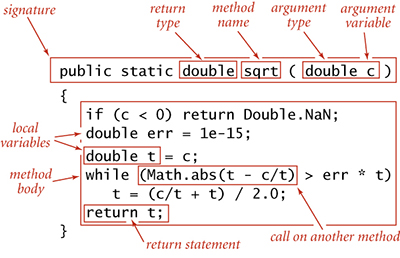 signature
return type
method name
argument type
argument variable
public static double sqrt ( double c )
{
if (c < 0) return Double.NaN;
double err = 1e-15;
local variables
double t = c;
method body
while (Math.abs(t - c/t) > err * t)
t = (c/t + t) / 2.0;
return t;
}
return statement
call on another method